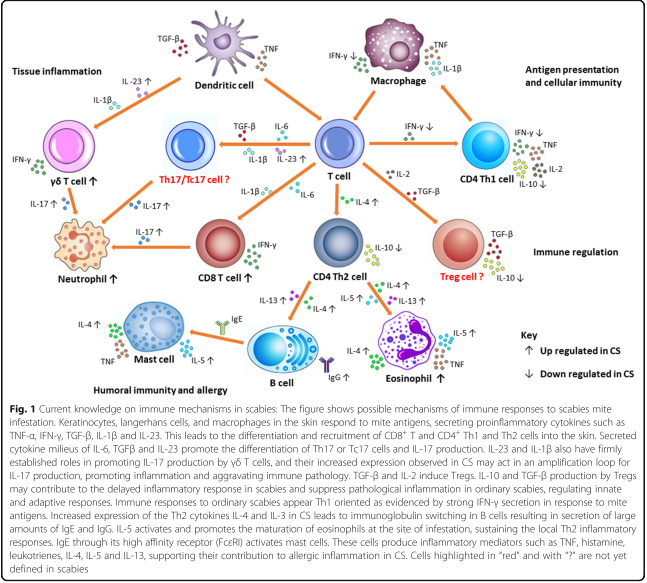 TGF-β
TNF
IFN-γ ↓
TNF
IL-1β
Tissue inflammation
Dendritic cell
Macrophage
Antigen presentation
and cellular immunity
IL-23 ↑
IL-1β
TGF-β
IL-6
IFN-γ ↓
IFN-γ ↓
TNF
IFN-γ
IL-1β
IL-23 ↑
IL-2
IL-10 ↓
γδ T cell ↑
Th17/Tc17 cell ?
T cell
CD4 Th1 cell
IL-1β
IL-6
IL-2
TGF-β
IL-17 ↑
IL-17 ↑
IL-4 ↑
IL-17 ↑
IFN-γ
IL-10 ↓
TGF-β
IL-10 ↓
Immune regulation
Neutrophil ↑
CD8 T cell ↑
CD4 Th2 cell
Treg cell ?
IL-13 ↑
IL-4 ↑
IL-4 ↑
IL-5 ↑
IL-13 ↑
IL-4 ↑
IgE
TNF
IL-5 ↑
IL-4 ↑
IL-5 ↑
TNF
Key
↑ Up regulated in CS
↓ Down regulated in CS
Mast cell
B cell
IgG ↑
Eosinophil ↑
Humoral immunity and allergy
Fig. 1 Current knowledge on immune mechanisms in scabies: The figure shows possible mechanisms of immune responses to scabies mite
infestation. Keratinocytes, langerhans cells, and macrophages in the skin respond to mite antigens, secreting proinflammatory cytokines such as
TNF-α, IFN-γ, TGF-β, IL-1β and IL-23. This leads to the differentiation and recruitment of CD8⁺ T and CD4⁺ Th1 and Th2 cells into the skin. Secreted
cytokine milieus of IL-6, TGFβ and IL-23 promote the differentiation of Th17 or Tc17 cells and IL-17 production. IL-23 and IL-1β also have firmly
established roles in promoting IL-17 production by γδ T cells, and their increased expression observed in CS may act in an amplification loop for
IL-17 production, promoting inflammation and aggravating immune pathology. TGF-β and IL-2 induce Tregs. IL-10 and TGF-β production by Tregs
may contribute to the delayed inflammatory response in scabies and suppress pathological inflammation in ordinary scabies, regulating innate
and adaptive responses. Immune responses to ordinary scabies appear Th1 oriented as evidenced by strong IFN-γ secretion in response to mite
antigens. Increased expression of the Th2 cytokines IL-4 and IL-3 in CS leads to immunoglobulin switching in B cells resulting in secretion of large
amounts of IgE and IgG. IL-5 activates and promotes the maturation of eosinophils at the site of infestation, sustaining the local Th2 inflammatory
responses. IgE through its high affinity receptor (FcεRI) activates mast cells. These cells produce inflammatory mediators such as TNF, histamine,
leukotrienes, IL-4, IL-5 and IL-13, supporting their contribution to allergic inflammation in CS. Cells highlighted in “red” and with “?” are not yet
defined in scabies